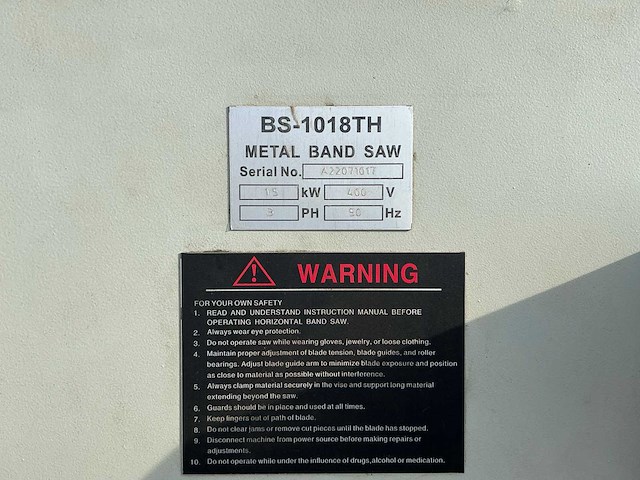 BS-1018TH
METAL BAND SAW
Serial No. A22071017
1.5 kW 400 V
3 PH 50 Hz
WARNING
FOR YOUR OWN SAFETY
1. READ AND UNDERSTAND INSTRUCTION MANUAL BEFORE
OPERATING HORIZONTAL BAND SAW.
2. Always wear eye protection.
3. Do not operate saw while wearing gloves, jewelry, or loose clothing.
4. Maintain proper adjustment of blade tension, blade guides, and roller
bearings. Adjust blade guide arm to minimize blade exposure and position
as close to material as possible without interference.
5. Always clamp material securely in the vise and support long material
extending beyond the saw.
6. Guards should be in place and used at all times.
7. Keep fingers out of path of blade.
8. Do not clear jams or remove cut pieces until the blade has stopped.
9. Disconnect machine from power source before making repairs or
adjustments.
10. Do not operate while under the influence of drugs,alcohol or medication.